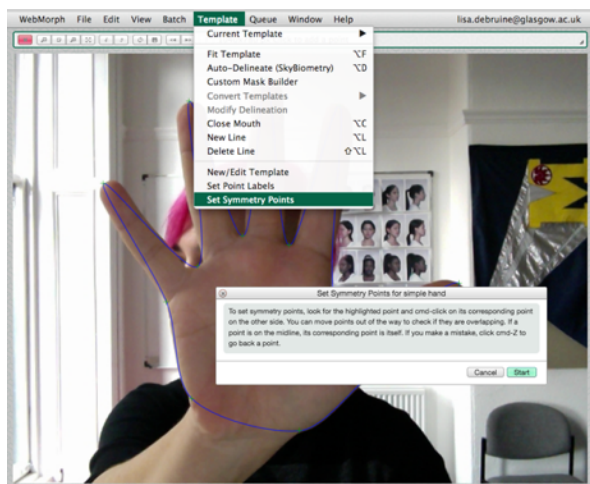 WebMorph File Edit View Batch Template Queue Window Help lisa.debruine@glasgow.ac.uk
Current Template ▶
Fit Template ⌥F
Auto-Delineate (SkyBiometry) ⌥D
Custom Mask Builder
Convert Templates ▶
Modify Delineation
Close Mouth ⌥C
New Line ⌥L
Delete Line ⇧⌥L
New/Edit Template
Set Point Labels
Set Symmetry Points
Set Symmetry Points for simple hand
To set symmetry points, look for the highlighted point and cmd-click on its corresponding point
on the other side. You can move points out of the way to check if they are overlapping. If a
point is on the midline, its corresponding point is itself. If you make a mistake, click cmd-Z to
go back a point.
Cancel Start